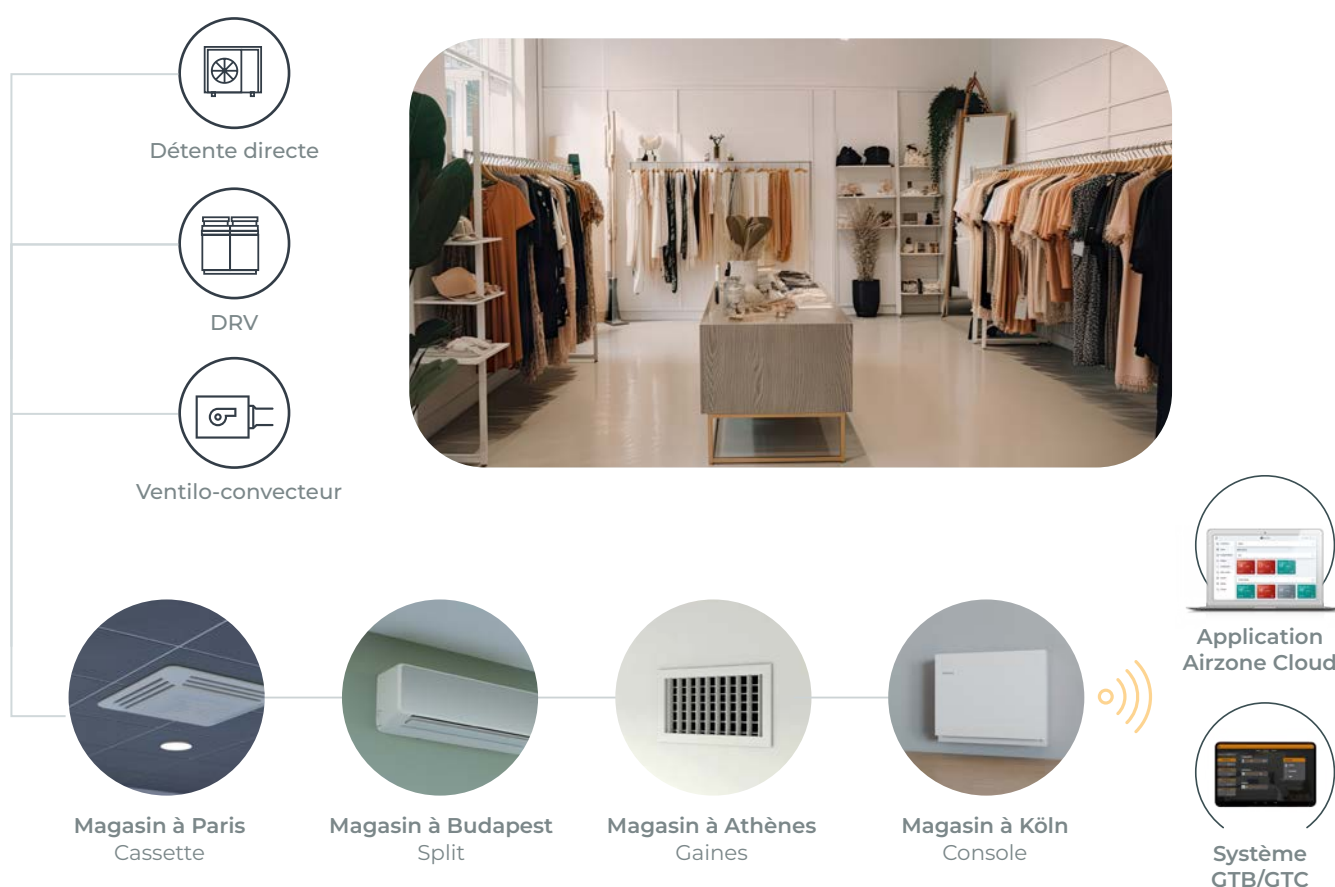 Détente directe
DRV
Ventilo-convecteur
Magasin à Paris
Cassette
Magasin à Budapest
Split
Magasin à Athènes
Gaines
Magasin à Köln
Console
Application
Airzone Cloud
Système
GTB/GTC